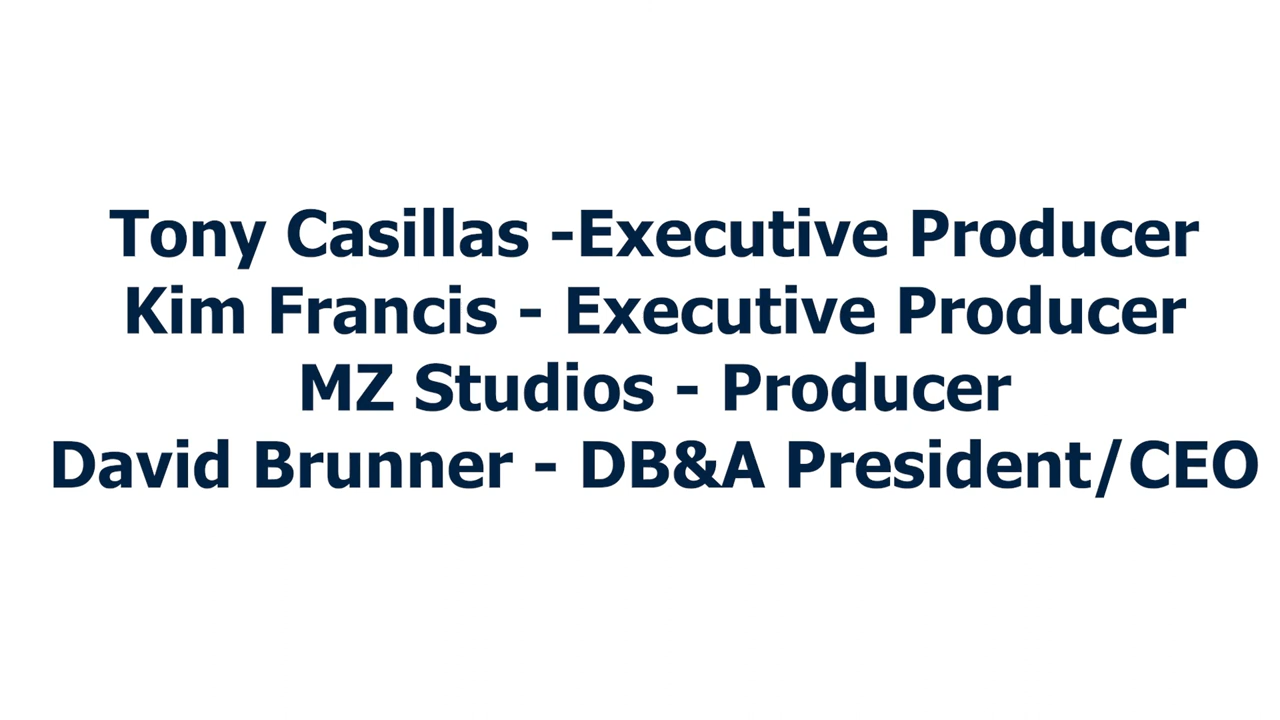 Tony Casillas -Executive Producer
Kim Francis - Executive Producer
MZ Studios - Producer
David Brunner - DB&A President/CEO